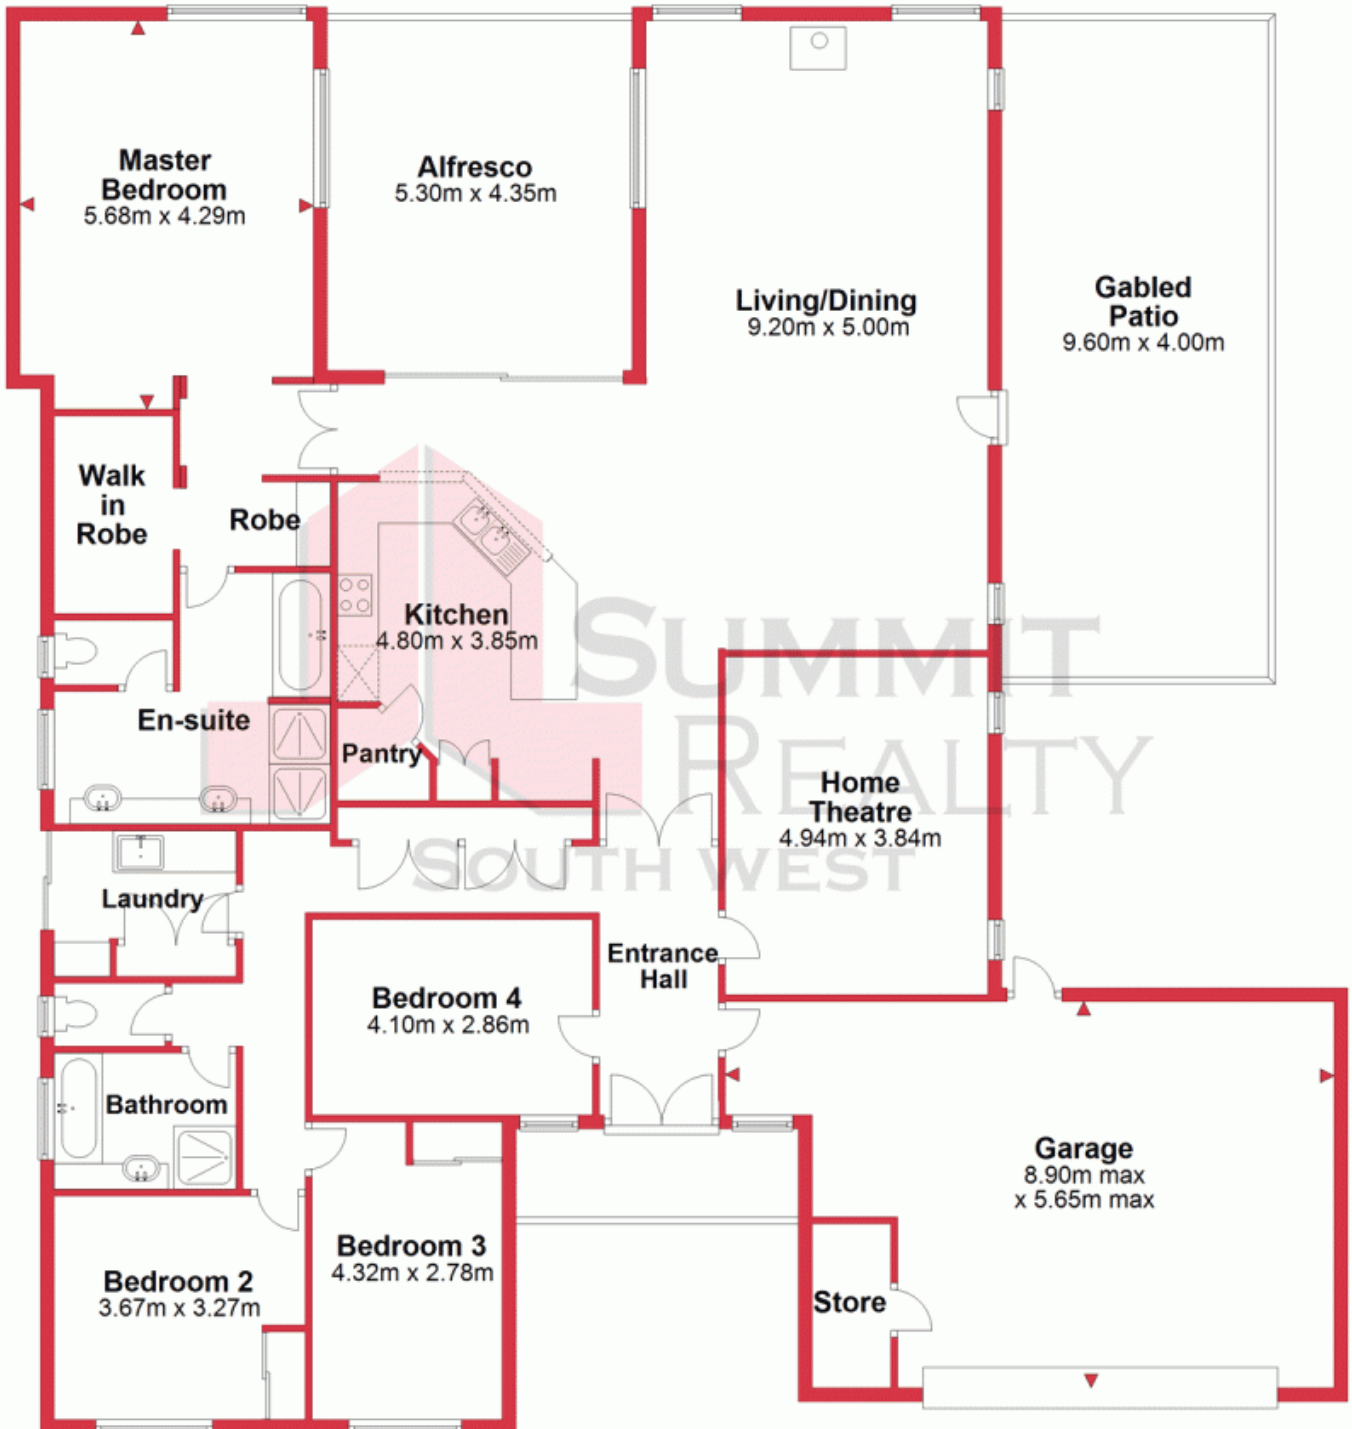 Master
Bedroom
5.68m x 4.29m
Alfresco
5.30m x 4.35m
Living/Dining
9.20m x 5.00m
Gabled
Patio
9.60m x 4.00m
Walk
in
Robe
Robe
Kitchen
4.80m x 3.85m
SUMMIT
REALTY
SOUTH WEST
En-suite
Pantry
Home
Theatre
4.94m x 3.84m
Laundry
Entrance
Hall
Bedroom 4
4.10m x 2.86m
Bathroom
Garage
8.90m max
x 5.65m max
Bedroom 3
4.32m x 2.78m
Bedroom 2
3.67m x 3.27m
Store